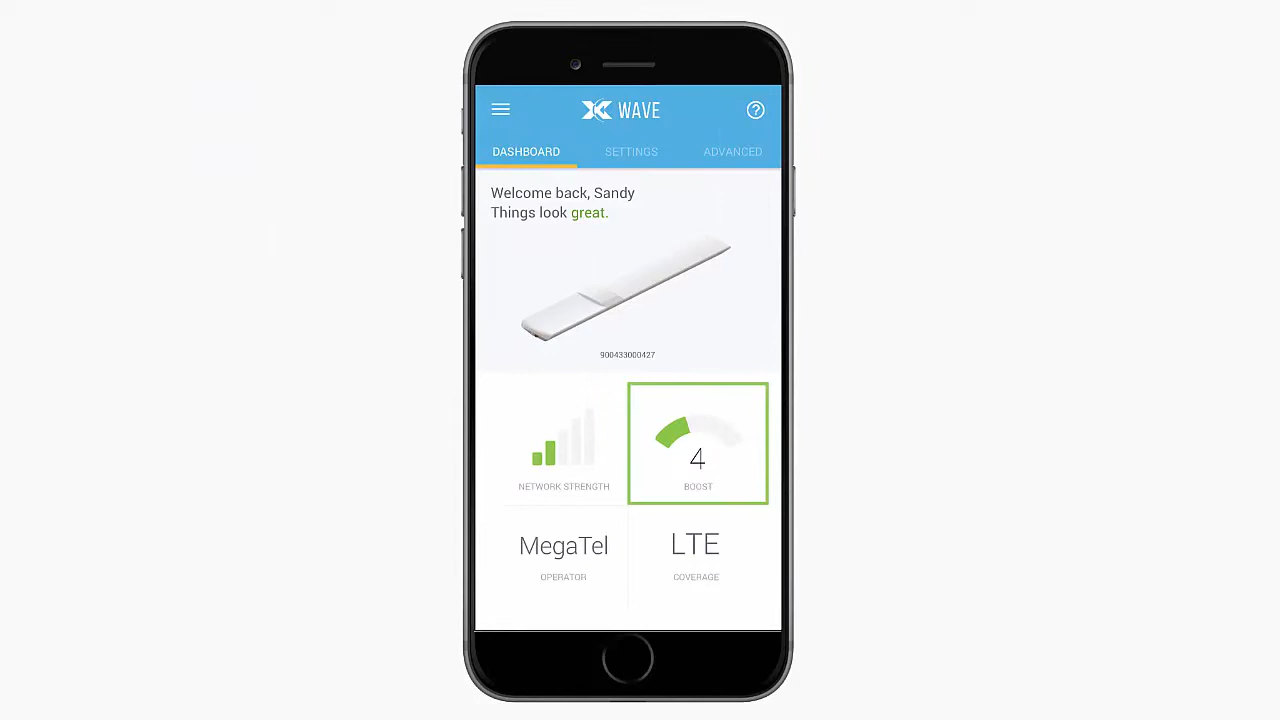 WAVE
DASHBOARD SETTINGS ADVANCED
Welcome back, Sandy
Things look great.
900433000427
4
NETWORK STRENGTH BOOST
MegaTel LTE
OPERATOR COVERAGE